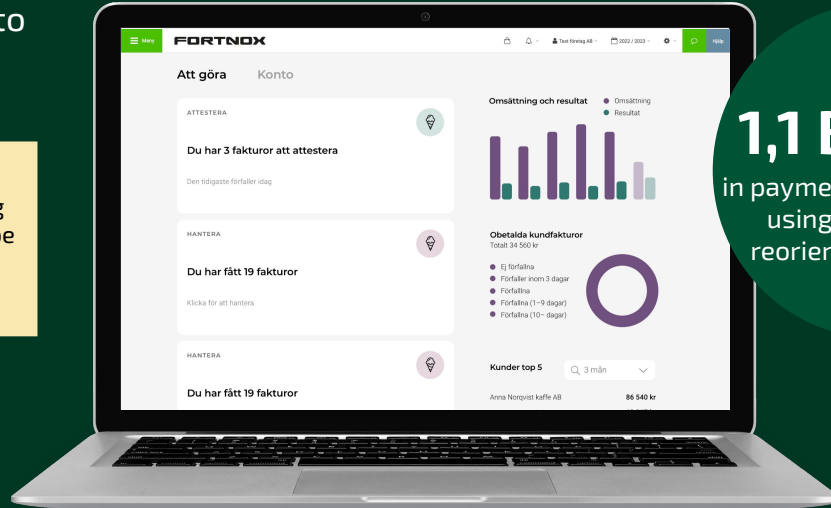 to
Meny
FORTNOX
Test företag AB
2022 / 2023
Hjälp
Att göra
Konto
ATTESTERA
Du har 3 fakturor att attestera
Den tidigaste förfaller idag
HANTERA
Du har fått 19 fakturor
Klicka för att hantera
HANTERA
Du har fått 19 fakturor
Omsättning och resultat
Omsättning
Resultat
Obetalda kundfakturor
Totalt 34 560 kr
Ej förfallna
Förfaller inom 3 dagar
Förfalllna
Förfallna (1–9 dagar)
Förfallna (10– dagar)
Kunder top 5
3 mån
Anna Norqvist kaffe AB
86 540 kr
1,1
in payme
using
reorier